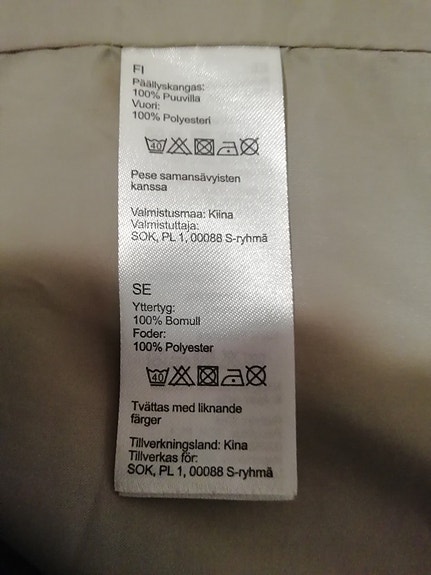 FI
Päällyskangas:
100% Puuvilla
Vuori:
100% Polyesteri
40
Pese samansävyisten
kanssa
Valmistusmaa: Kiina
Valmistuttaja:
SOK, PL 1, 00088 S-ryhmä
SE
Yttertyg:
100% Bomull
Foder:
100% Polyester
40
Tvättas med liknande
färger
Tillverkningsland: Kina
Tillverkas för:
SOK, PL 1, 00088 S-ryhmä